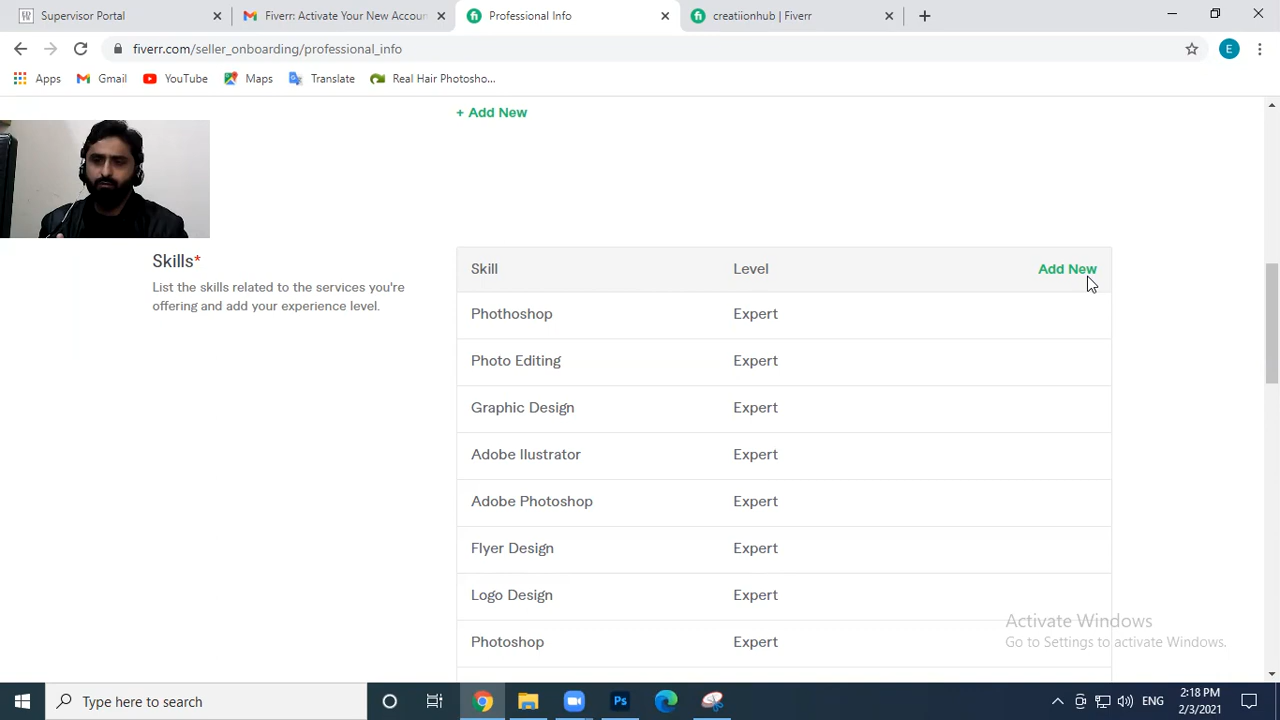 Supervisor Portal
Fiverr: Activate Your New Accoun
Professional Info
creatiionhub | Fiverr
fiverr.com/seller_onboarding/professional_info
E
Apps
Gmail
YouTube
Maps
Translate
Real Hair Photosho...
+ Add New
Skills*
List the skills related to the services you're
offering and add your experience level.
Skill Level Add New
Phothoshop Expert
Photo Editing Expert
Graphic Design Expert
Adobe Ilustrator Expert
Adobe Photoshop Expert
Flyer Design Expert
Logo Design Expert
Photoshop Expert
Activate Windows
Go to Settings to activate Windows.
Type here to search
Ps
ENG
2:18 PM
2/3/2021